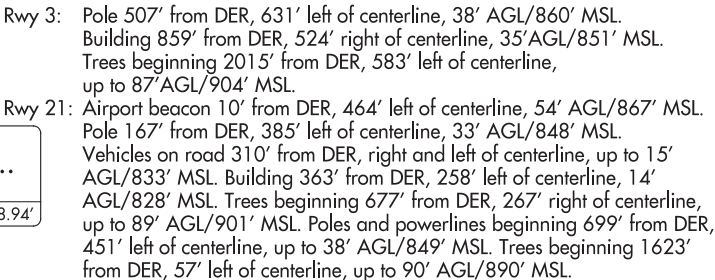 Rwy 3: Pole 507' from DER, 631' left of centerline, 38' AGL/860' MSL.
Building 859' from DER, 524' right of centerline, 35'AGL/851' MSL.
Trees beginning 2015' from DER, 583' left of centerline,
up to 87'AGL/904' MSL.
Rwy 21: Airport beacon 10' from DER, 464' left of centerline, 54' AGL/867' MSL.
Pole 167' from DER, 385' left of centerline, 33' AGL/848' MSL.
Vehicles on road 310' from DER, right and left of centerline, up to 15'
AGL/833' MSL. Building 363' from DER, 258' left of centerline, 14'
AGL/828' MSL. Trees beginning 677' from DER, 267' right of centerline,
up to 89' AGL/901' MSL. Poles and powerlines beginning 699' from DER,
451' left of centerline, up to 38' AGL/849' MSL. Trees beginning 1623'
from DER, 57' left of centerline, up to 90' AGL/890' MSL.
..
8.94'